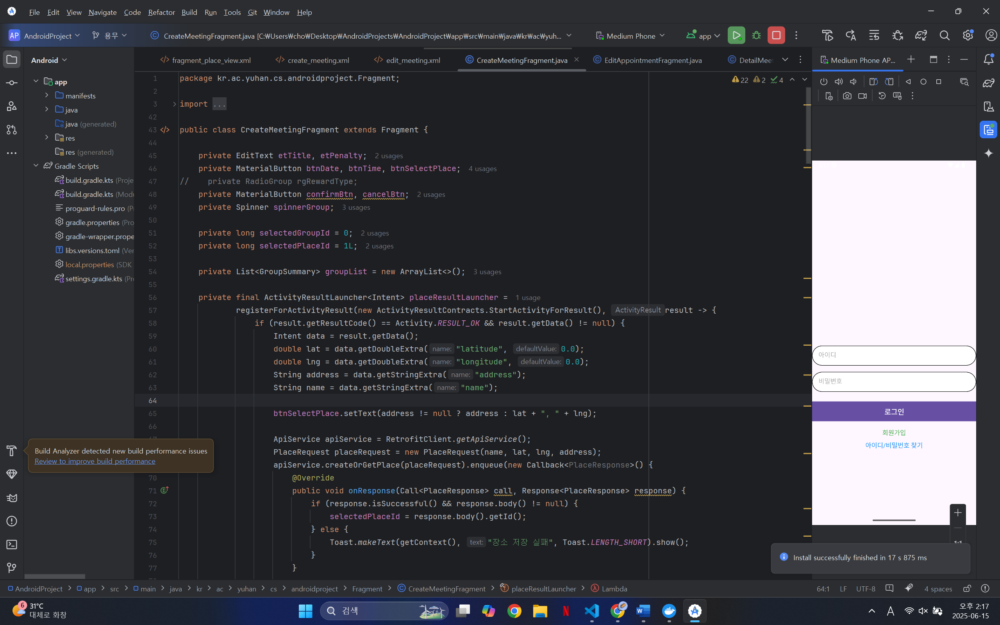 File Edit View Navigate Code Refactor Build Run Tools Git Window Help
AP AndroidProject 용무 CreateMeetingFragment.java [C:₩Users₩cho₩Desktop₩AndroidProjects₩AndroidProject₩app₩src₩main₩java₩kr₩ac₩yuh... Medium Phone app
Android
fragment_place_view.xml create_meeting.xml edit_meeting.xml CreateMeetingFragment.java EditAppointmentFragment.java DetailMeet
Medium Phone AP...
app
manifests
java
java (generated)
res
res (generated)
Gradle Scripts
build.gradle.kts (Proje
build.gradle.kts (Modu
proguard-rules.pro (Pr
gradle.properties (Pro
gradle-wrapper.prope
libs.versions.toml (Ver
local.properties (SDK
settings.gradle.kts (Pro
22 2 4
1 package kr.ac.yuhan.cs.androidproject.Fragment;
2
3 import ...
42
43 public class CreateMeetingFragment extends Fragment {
44
45 private EditText etTitle, etPenalty; 2 usages
46 private MaterialButton btnDate, btnTime, btnSelectPlace; 4 usages
47 // private RadioGroup rgRewardType;
48 private MaterialButton confirmBtn, cancelBtn; 2 usages
49 private Spinner spinnerGroup; 3 usages
50
51 private long selectedGroupId = 0; 2 usages
52 private long selectedPlaceId = 1L; 2 usages
53
54 private List<GroupSummary> groupList = new ArrayList<>(); 3 usages
55
56 private final ActivityResultLauncher<Intent> placeResultLauncher = 1 usage
57 registerForActivityResult(new ActivityResultContracts.StartActivityForResult(), ActivityResult result -> {
58 if (result.getResultCode() == Activity.RESULT_OK && result.getData() != null) {
59 Intent data = result.getData();
60 double lat = data.getDoubleExtra( name: "latitude", defaultValue: 0.0);
61 double lng = data.getDoubleExtra( name: "longitude", defaultValue: 0.0);
62 String address = data.getStringExtra( name: "address");
63 String name = data.getStringExtra( name: "name");
64
65 btnSelectPlace.setText(address != null ? address : lat + ", " + lng);
66
ApiService apiService = RetrofitClient.getApiService();
PlaceRequest placeRequest = new PlaceRequest(name, lat, lng, address);
apiService.createOrGetPlace(placeRequest).enqueue(new Callback<PlaceResponse>() {
70 @Override
71 public void onResponse(Call<PlaceResponse> call, Response<PlaceResponse> response) {
72 if (response.isSuccessful() && response.body() != null) {
73 selectedPlaceId = response.body().getId();
74 } else {
75 Toast.makeText(getContext(), text: "장소 저장 실패", Toast.LENGTH_SHORT).show();
76 }
77 }
Build Analyzer detected new build performance issues
Review to improve build performance
아이디
비밀번호
로그인
회원가입
아이디/비밀번호 찾기
Install successfully finished in 17 s 875 ms
AndroidProject > app > src > main > java > kr > ac > yuhan > cs > androidproject > Fragment > CreateMeetingFragment > placeResultLauncher > Lambda
64:1 LF UTF-8 4 spaces
6 31°C
대체로 화창
검색
A
오후 2:17
2025-06-15